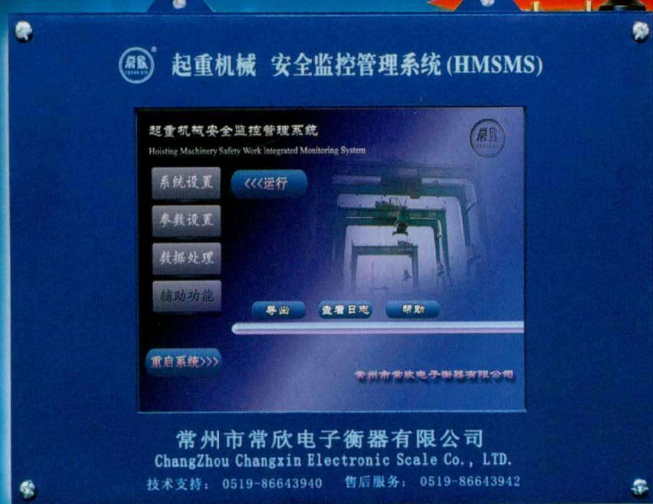 常欣® 起重机械 安全监控管理系统(HMSMS)
起重机械安全监控管理系统
常欣
Hoisting Machinery Safety Work Integrated Monitoring System
系统设置
<<<运行
参数设置
数据处理
辅助功能
导出 查看日志 帮助
重启系统>>>
常州市常欣电子衡器有限公司
常州市常欣电子衡器有限公司
ChangZhou Changxin Electronic Scale Co., LTD.
技术支持: 0519-86643940 售后服务: 0519-86643942